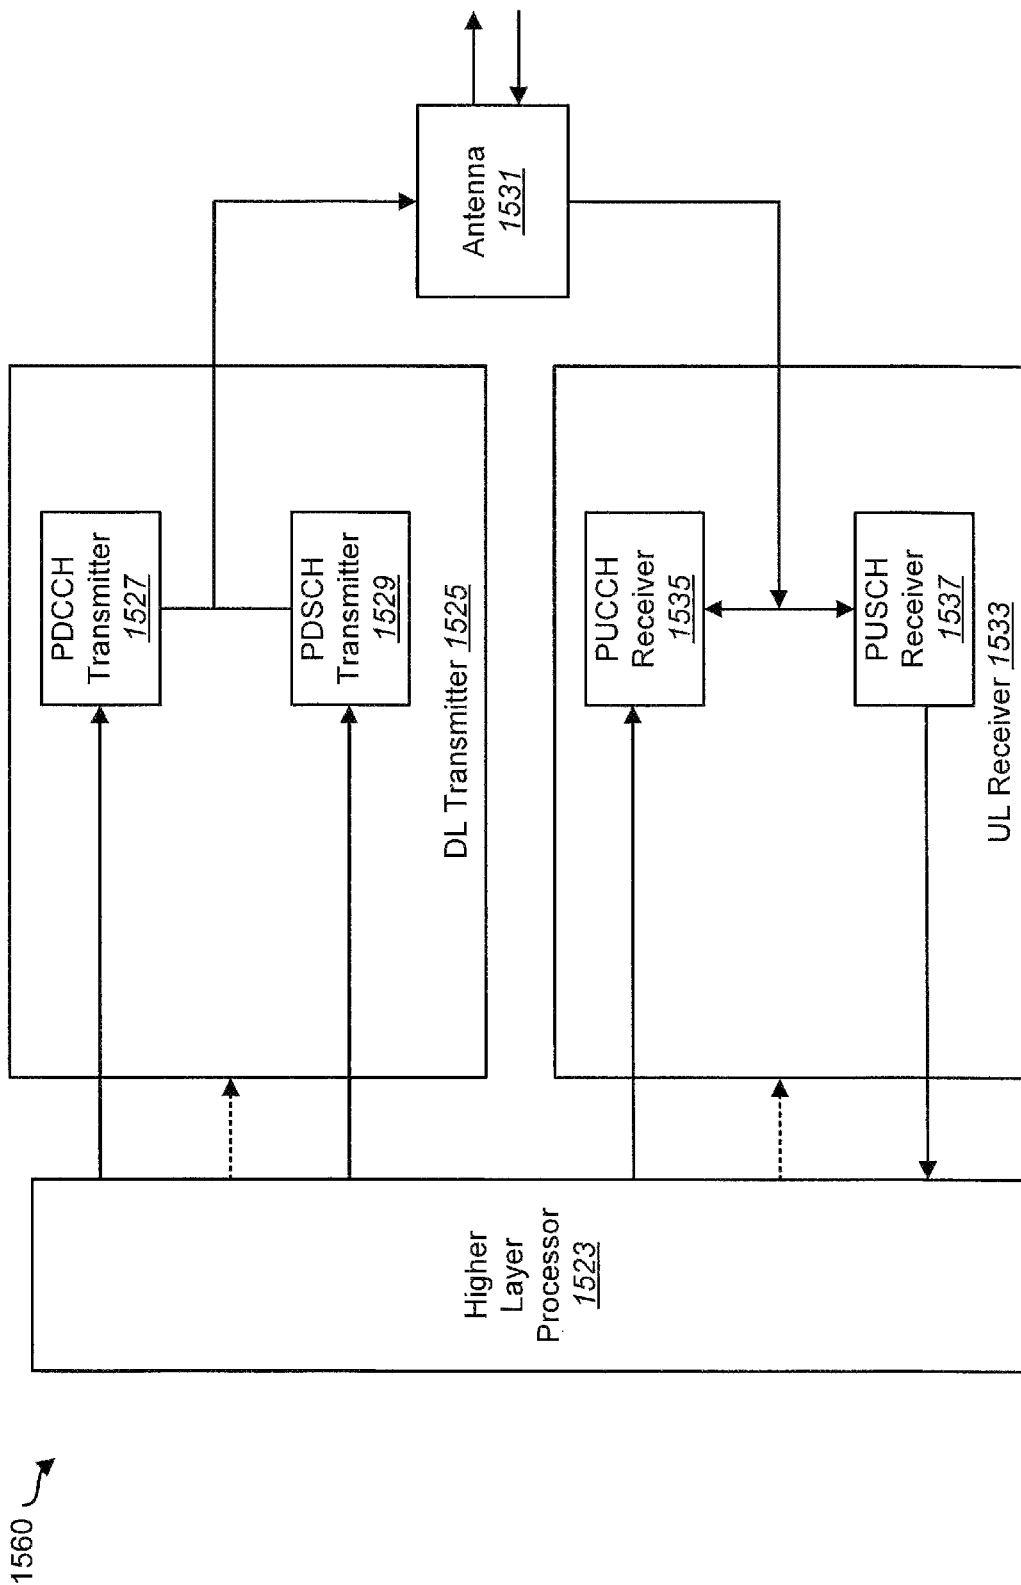 1560
Higher
Layer
Processor
1523
PDCCH
Transmitter
1527
PDSCH
Transmitter
1529
DL Transmitter 1525
PUCCH
Receiver
1535
PUSCH
Receiver
1537
UL Receiver 1533
Antenna
1531